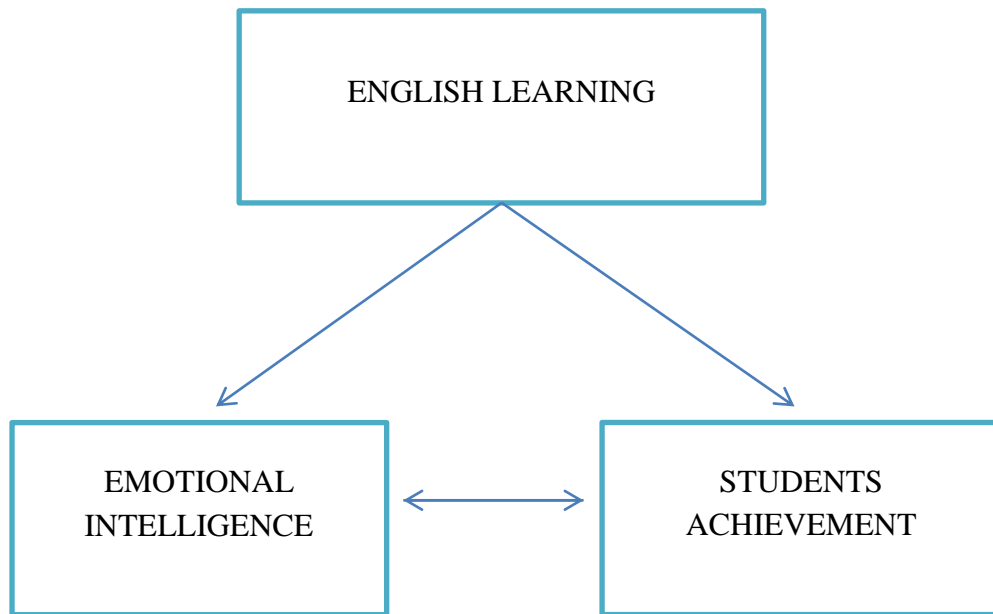 ENGLISH LEARNING
EMOTIONAL
INTELLIGENCE
STUDENTS
ACHIEVEMENT